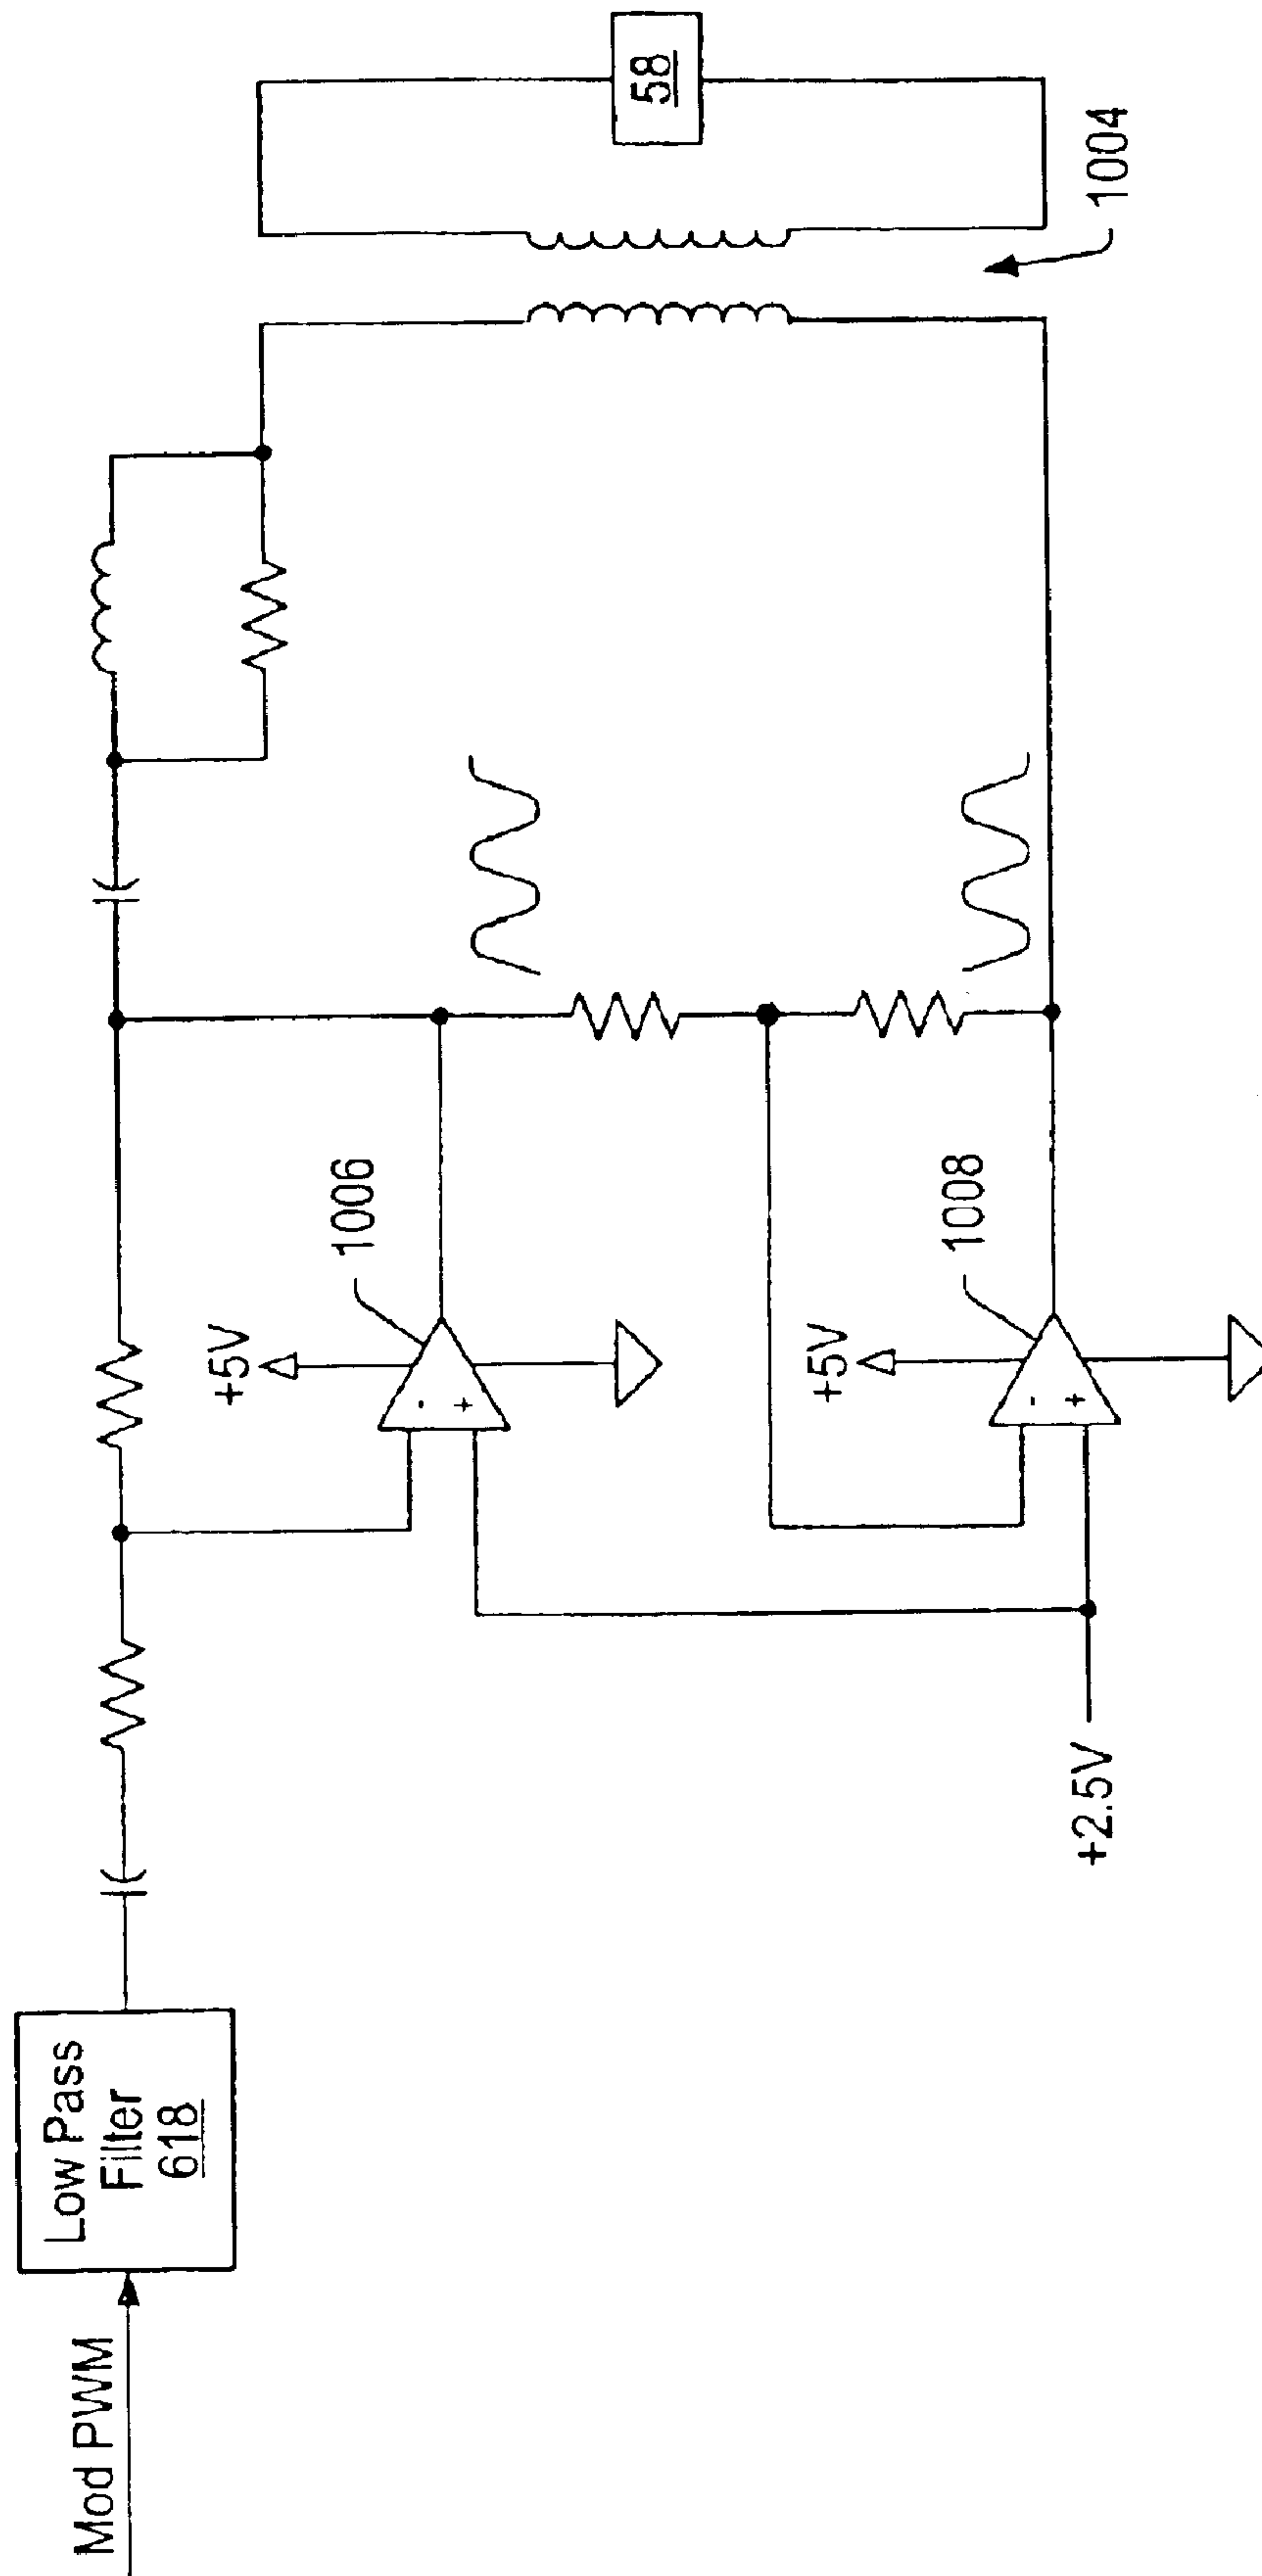 Mod PWM
Low Pass
Filter
618
+2.5V
+5V
-
+
1006
+5V
-
+
1008
1004
58